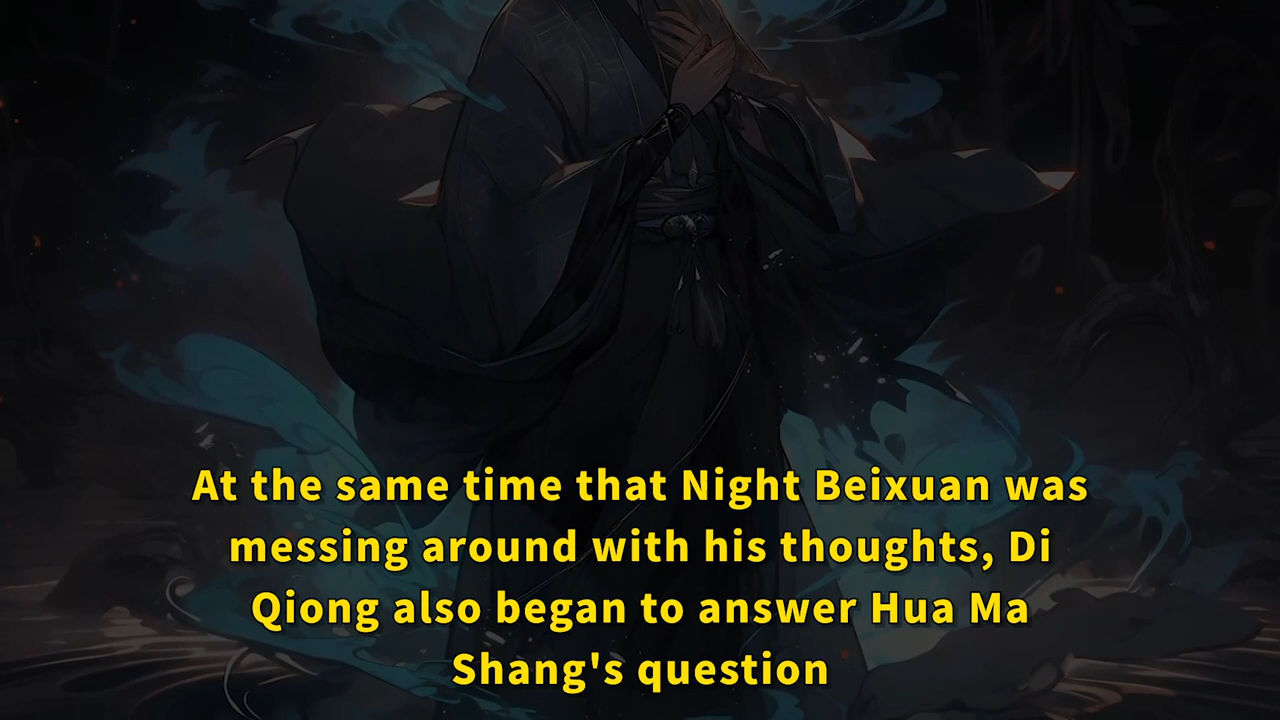 At the same time that Night Beixuan was
messing around with his thoughts, Di
Qiong also began to answer Hua Ma
Shang's question